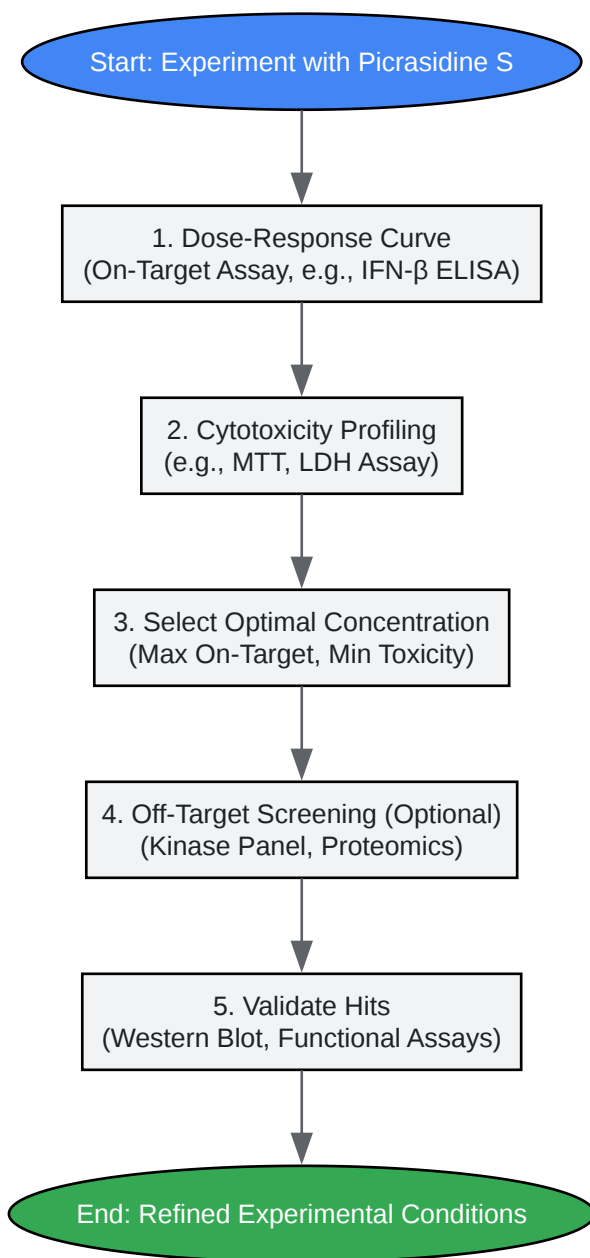 Start: Experiment with Picrasidine S
1. Dose-Response Curve
(On-Target Assay, e.g., IFN-β ELISA)
2. Cytotoxicity Profiling
(e.g., MTT, LDH Assay)
3. Select Optimal Concentration
(Max On-Target, Min Toxicity)
4. Off-Target Screening (Optional)
(Kinase Panel, Proteomics)
5. Validate Hits
(Western Blot, Functional Assays)
End: Refined Experimental Conditions